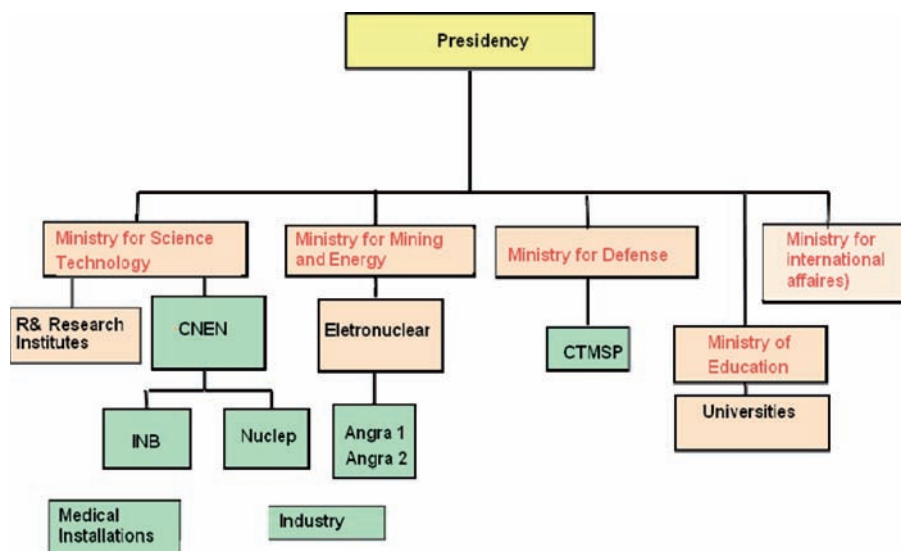 Presidency
Ministry for Science
Technology
Ministry for Mining
and Energy
Ministry for Defense
Ministry for
international
affaires)
R& Research
Institutes
CNEN
Eletronuclear
CTMSP
Ministry of
Education
Universities
INB
Nuclep
Angra 1
Angra 2
Medical
Installations
Industry